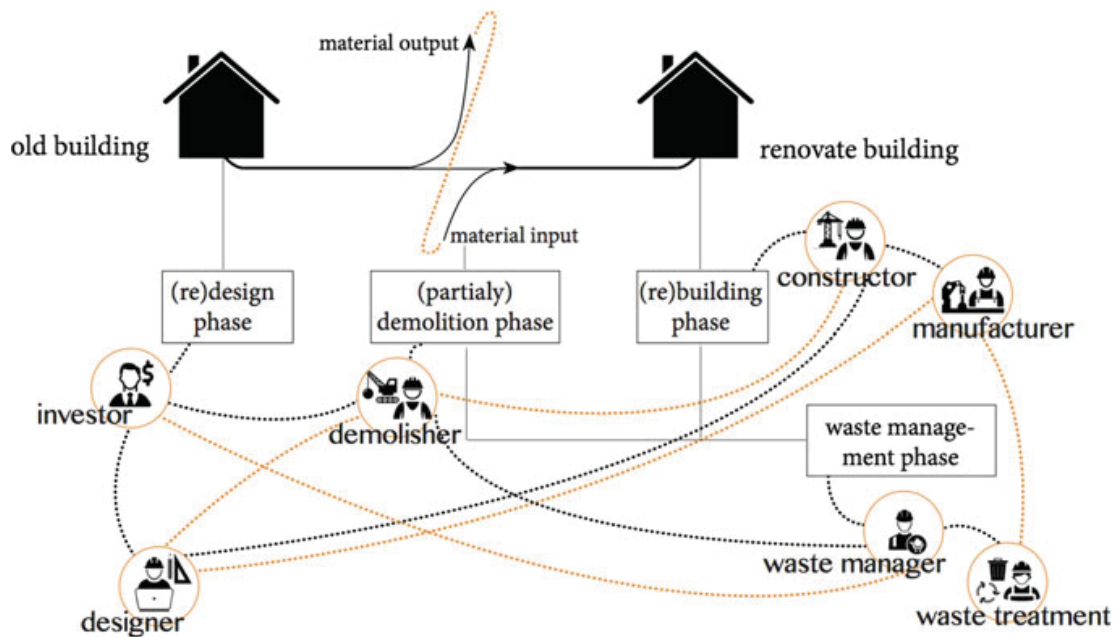 material output
old building
renovate building
material input
(re)design
phase
(partialy)
demolition phase
(re)building
phase
constructor
manufacturer
$
investor
demolisher
waste manage-
ment phase
designer
waste manager
waste treatment